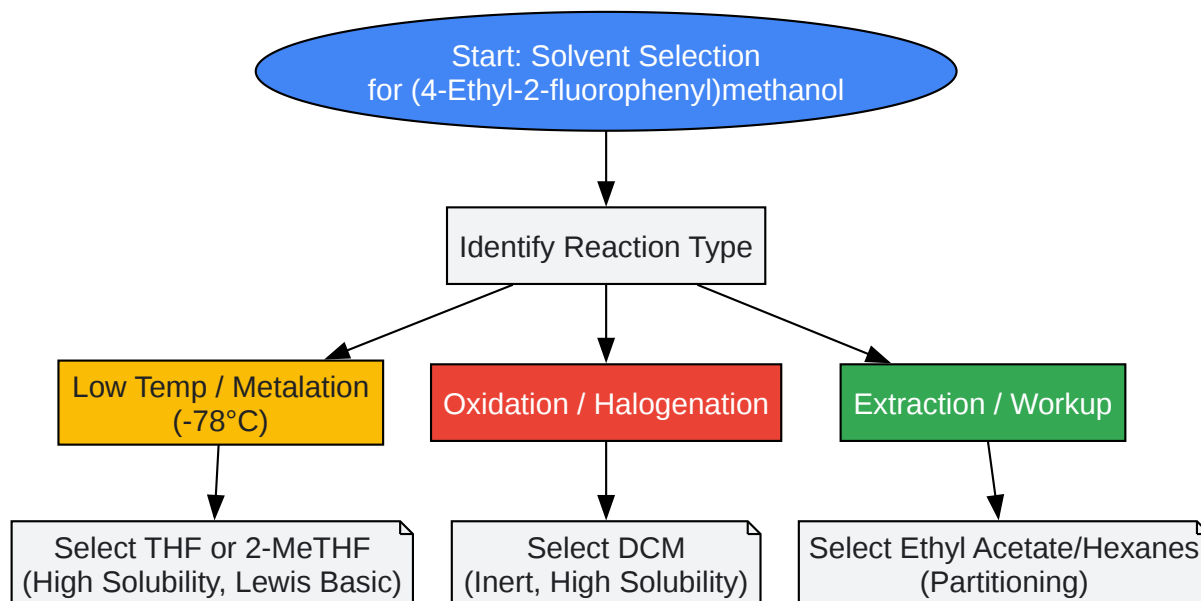 Start: Solvent Selection
for (4-Ethyl-2-fluorophenyl)methanol
Identify Reaction Type
Low Temp / Metalation
(-78°C)
Oxidation / Halogenation
Extraction / Workup
Select THF or 2-MeTHF
(High Solubility, Lewis Basic)
Select DCM
(Inert, High Solubility)
Select Ethyl Acetate/Hexanes
(Partitioning)